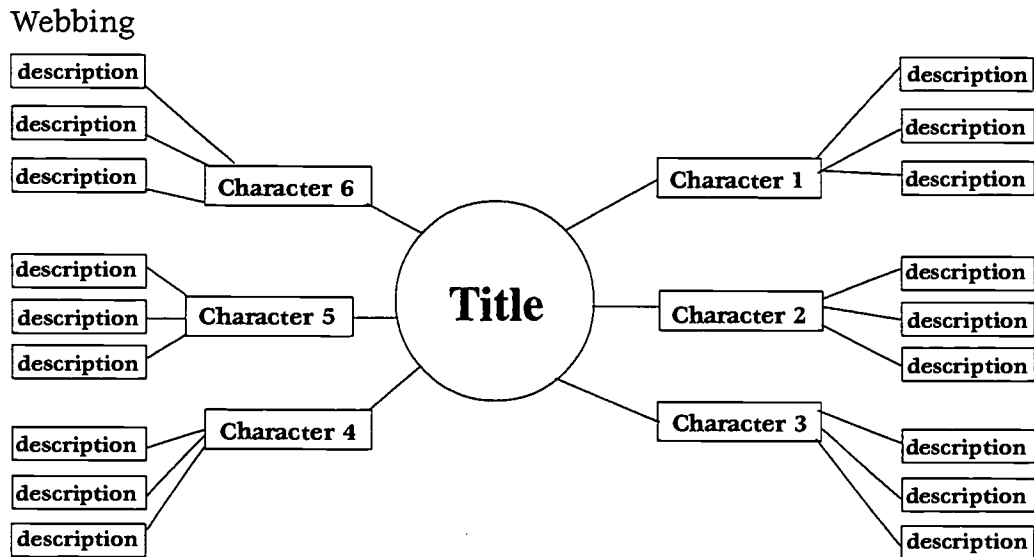 Webbing
description
description
description
Character 6
description
description
description
Character 5
description
description
description
Character 4
Title
Character 1
description
description
description
Character 2
description
description
description
Character 3
description
description
description